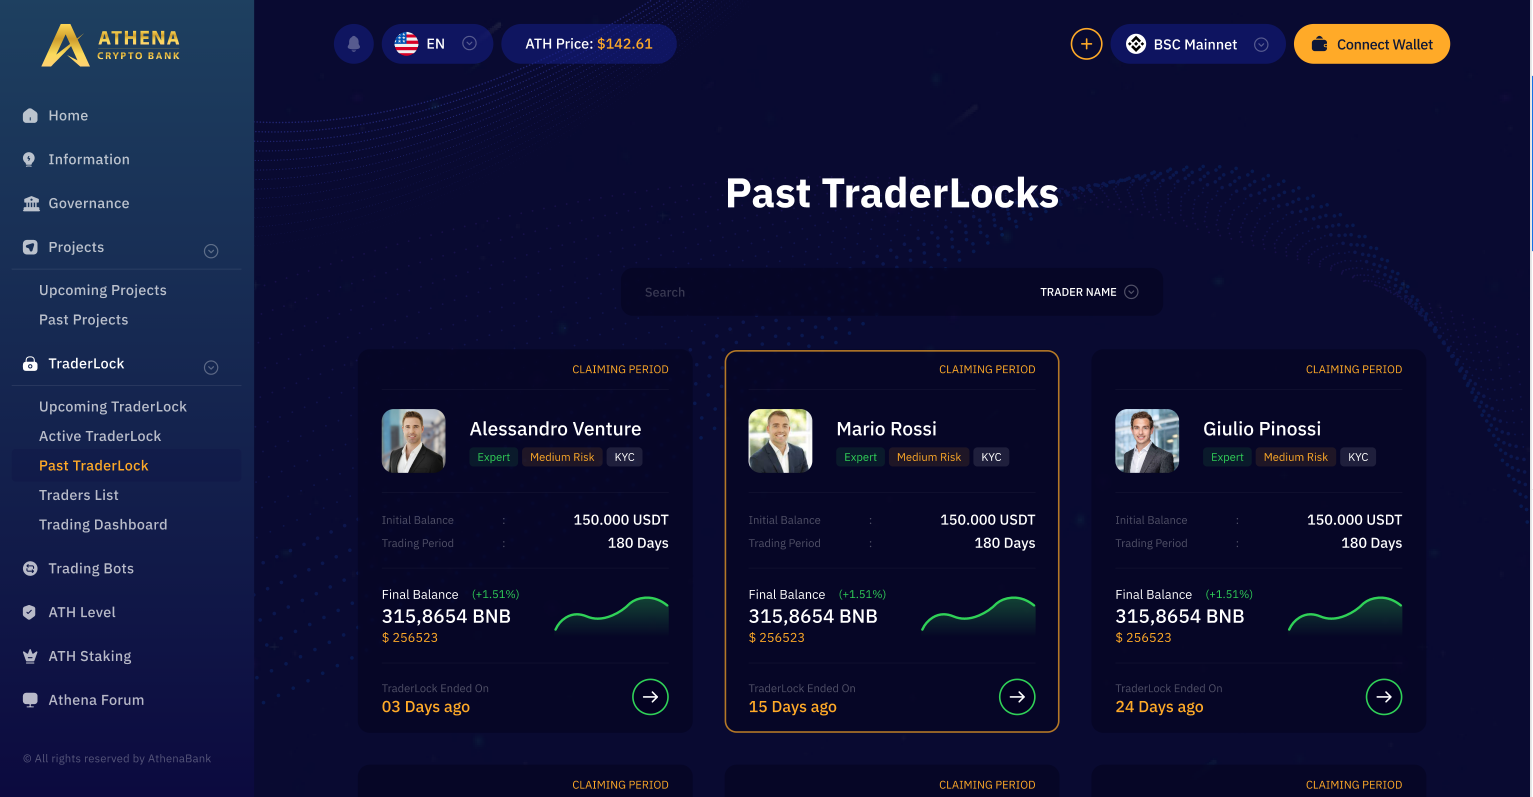 ATHENA
CRYPTO BANK
Home
Information
Governance
Projects
Upcoming Projects
Past Projects
TraderLock
Upcoming TraderLock
Active TraderLock
Past TraderLock
Traders List
Trading Dashboard
Trading Bots
ATH Level
ATH Staking
Athena Forum
© All rights reserved by AthenaBank
EN
ATH Price: $142.61
BSC Mainnet
Connect Wallet
Past TraderLocks
Search
TRADER NAME
CLAIMING PERIOD
Alessandro Venture
Expert Medium Risk KYC
Initial Balance : 150.000 USDT
Trading Period : 180 Days
Final Balance (+1.51%)
315,8654 BNB
$ 256523
TraderLock Ended On
03 Days ago
CLAIMING PERIOD
Mario Rossi
Expert Medium Risk KYC
Initial Balance : 150.000 USDT
Trading Period : 180 Days
Final Balance (+1.51%)
315,8654 BNB
$ 256523
TraderLock Ended On
15 Days ago
CLAIMING PERIOD
Giulio Pinossi
Expert Medium Risk KYC
Initial Balance : 150.000 USDT
Trading Period : 180 Days
Final Balance (+1.51%)
315,8654 BNB
$ 256523
TraderLock Ended On
24 Days ago
CLAIMING PERIOD
CLAIMING PERIOD
CLAIMING PERIOD